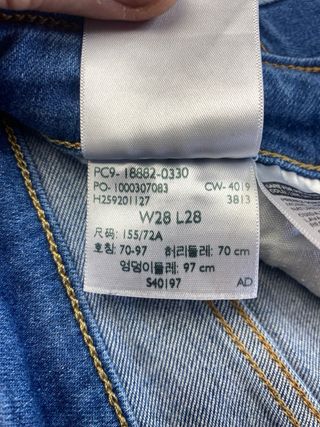 PC9- 18882-0330
PO- 1000307083 CW- 4019
H259201127 3813
W28 L28
尺码: 155/72A
호칭: 70-97 허리둘레: 70 cm
엉덩이둘레: 97 cm
S40197 AD